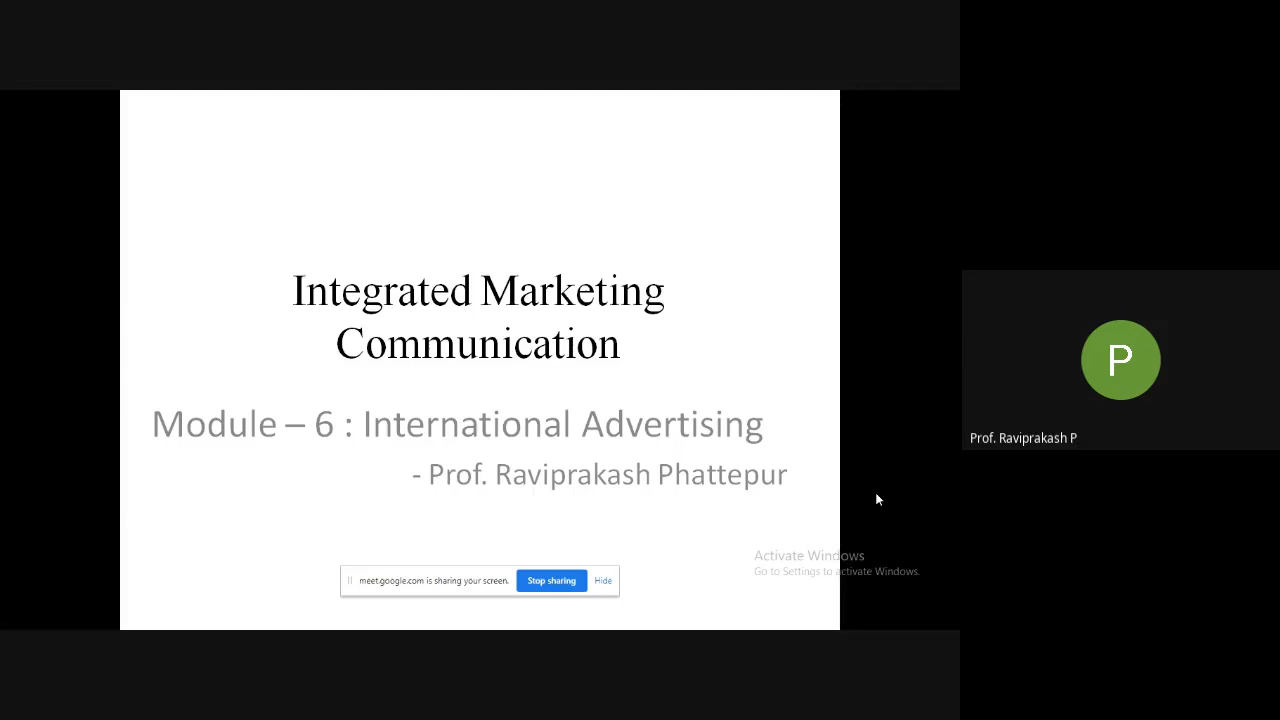 Integrated Marketing
Communication
Module – 6 : International Advertising
- Prof. Raviprakash Phattepur
P
Prof. Raviprakash P
Activate Windows
Go to Settings to activate Windows.
meet.google.com is sharing your screen.
Stop sharing
Hide